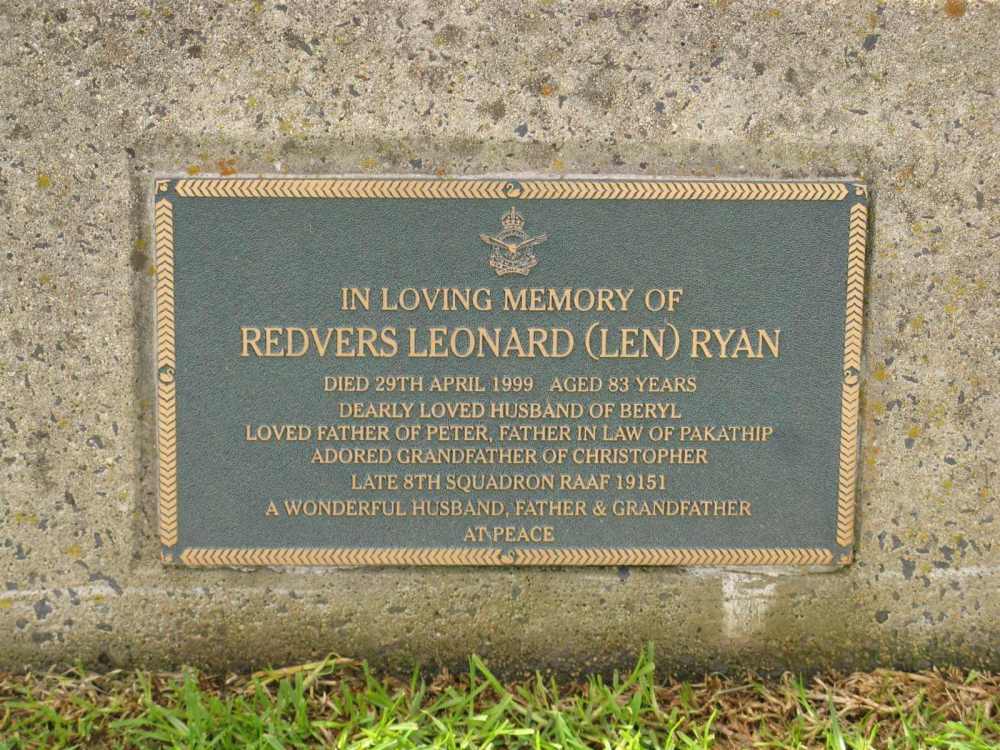 IN LOVING MEMORY OF
REDVERS LEONARD (LEN) RYAN
DIED 29TH APRIL 1999 AGED 83 YEARS
DEARLY LOVED HUSBAND OF BERYL
LOVED FATHER OF PETER, FATHER IN LAW OF PAKATHIP
ADORED GRANDFATHER OF CHRISTOPHER
LATE 8TH SQUADRON RAAF 19151
A WONDERFUL HUSBAND, FATHER & GRANDFATHER
AT PEACE